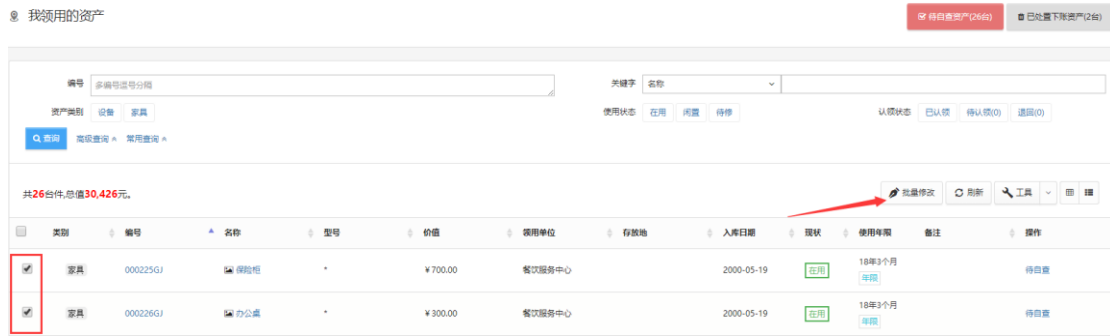 我领用的资产
待自查资产(26台) 已处置下账资产(2台)
编号 多编号逗号分隔 关键字 名称
资产类别 设备 家具 使用状态 在用 闲置 待修 认领状态 已认领 待认领(0) 退回(0)
查询 高级查询 常用查询
共26台件,总值30,426元。 批量修改 刷新 工具
类别 编号 名称 型号 价值 领用单位 存放地 入库日期 现状 使用年限 备注 操作
家具 000225GJ 保险柜 * ¥700.00 餐饮服务中心 2000-05-19 在用 18年3个月 待自查
年限
家具 000226GJ 办公桌 * ¥300.00 餐饮服务中心 2000-05-19 在用 18年3个月 待自查
年限